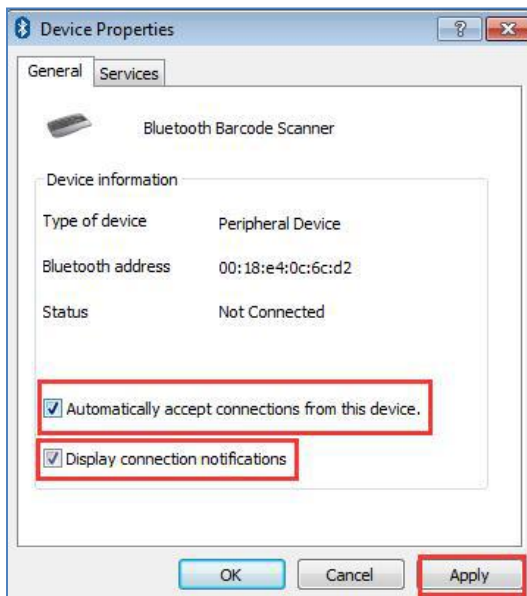 Device Properties
General Services
Bluetooth Barcode Scanner
Device information
Type of device Peripheral Device
Bluetooth address 00:18:e4:0c:6c:d2
Status Not Connected
Automatically accept connections from this device.
Display connection notifications
OK Cancel Apply